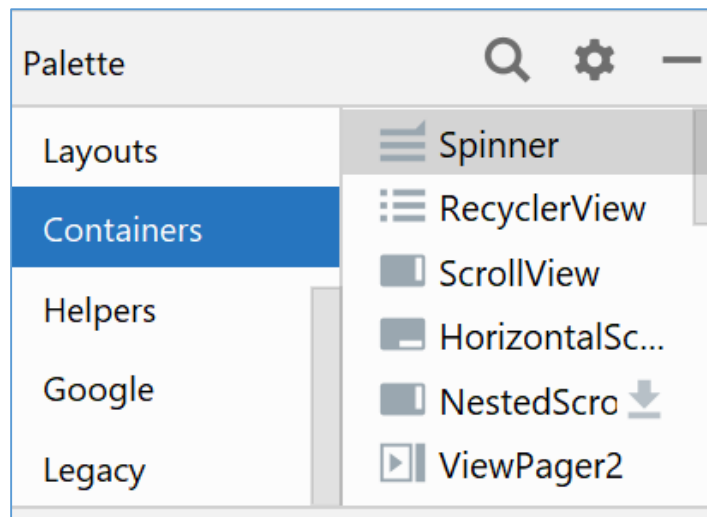 Palette
Layouts
Containers
Helpers
Google
Legacy
Spinner
RecyclerView
ScrollView
HorizontalSc...
NestedScro
ViewPager2